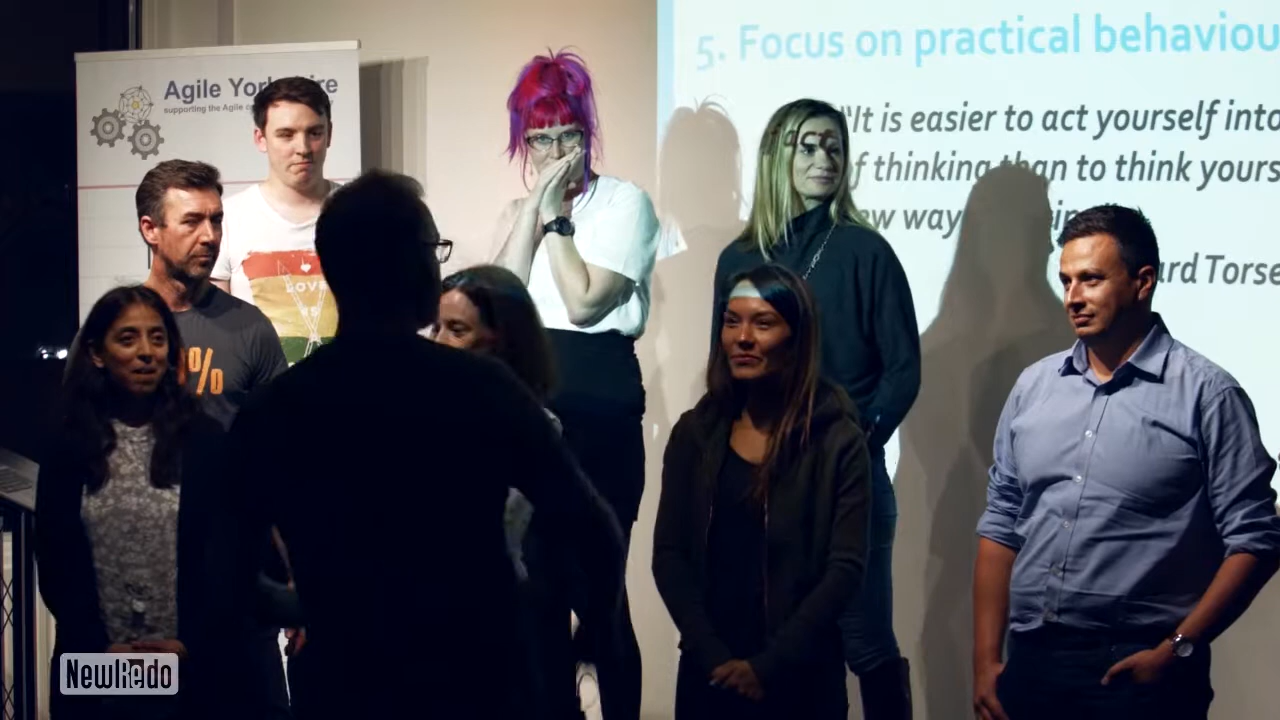 Agile Yorkshire
supporting the Agile
5. Focus on practical behaviou
"It is easier to act yourself into
of thinking than to think yours
ew way
ard Torse
LOVE
%
NewRedo